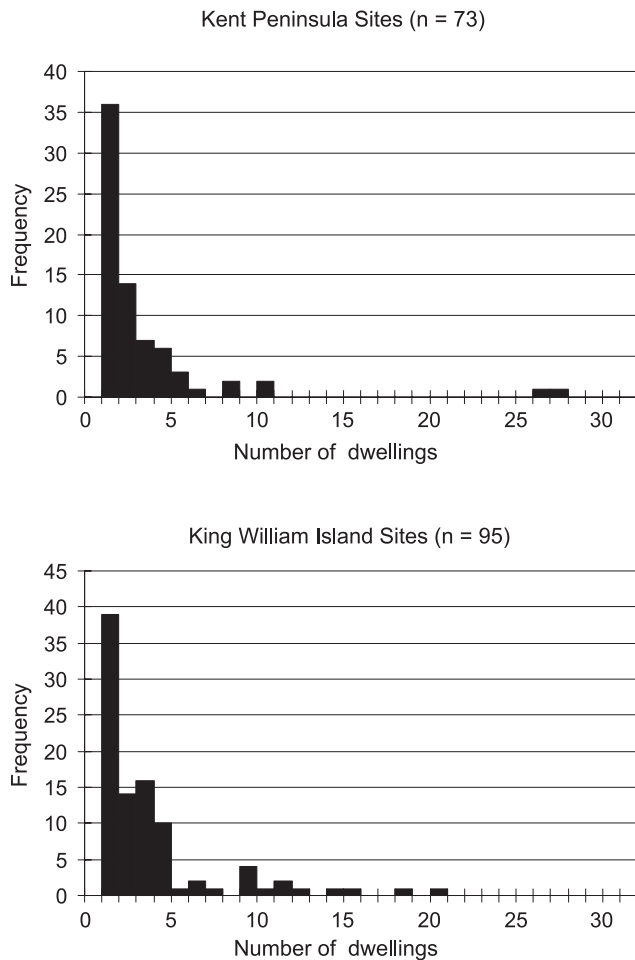 Kent Peninsula Sites (n = 73)
40
35
30
25
20
15
10
5
0
Frequency
0 5 10 15 20 25 30
Number of dwellings
King William Island Sites (n = 95)
45
40
35
30
25
20
15
10
5
0
Frequency
0 5 10 15 20 25 30
Number of dwellings